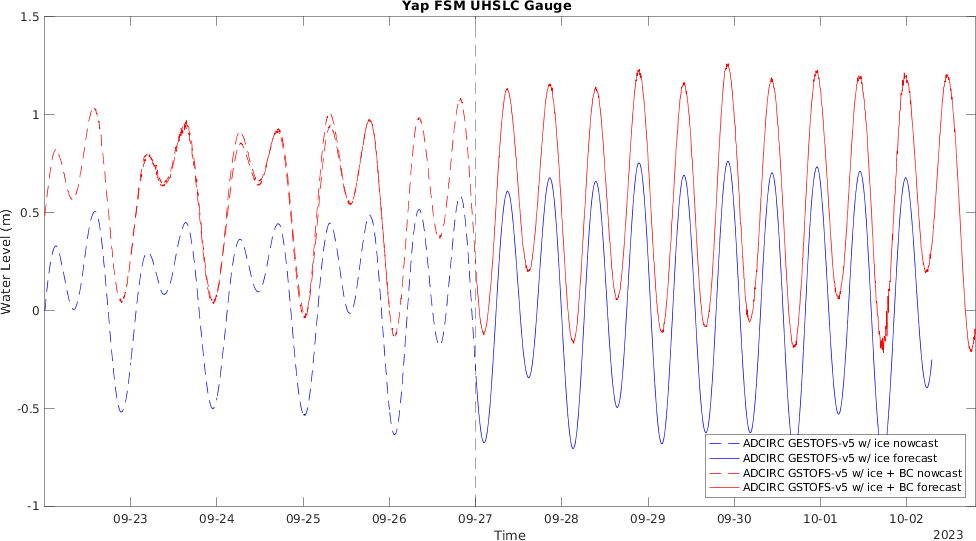 Yap FSM UHSLC Gauge
1.5
1
0.5
0
-0.5
-1
Water Level (m)
ADCIRC GESTOFS-v5 w/ ice nowcast
ADCIRC GESTOFS-v5 w/ ice forecast
ADCIRC GSTOFS-v5 w/ ice + BC nowcast
ADCIRC GSTOFS-v5 w/ ice + BC forecast
09-23 09-24 09-25 09-26 09-27 09-28 09-29 09-30 10-01 10-02
Time
2023